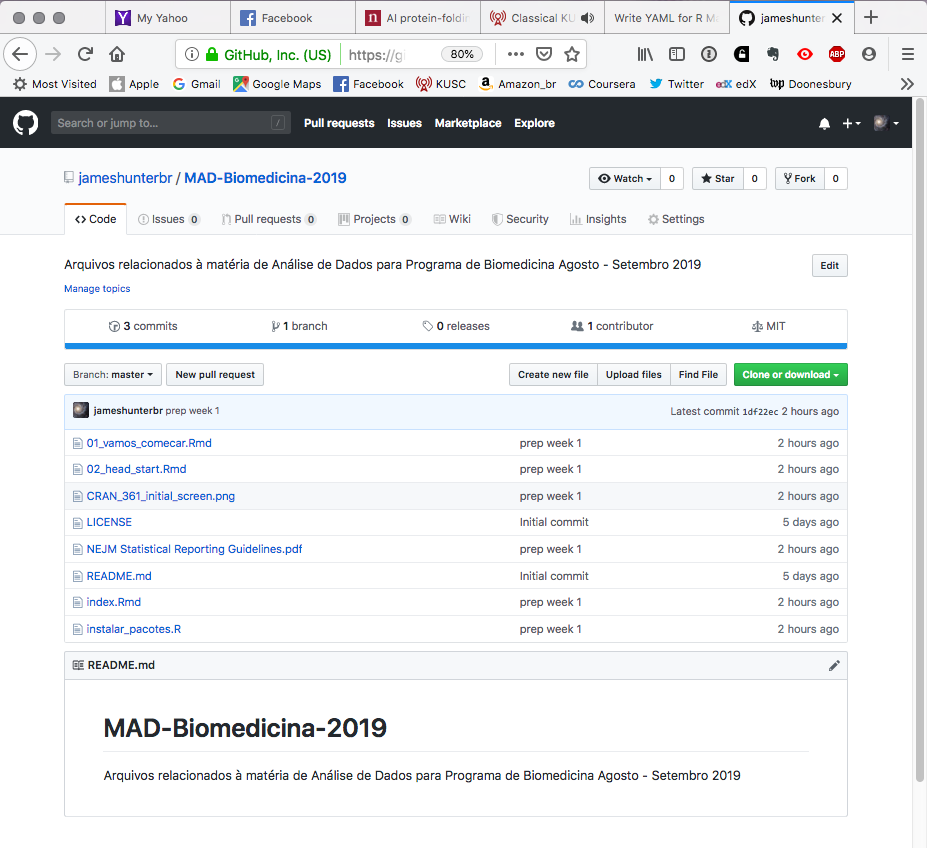 My Yahoo Facebook AI protein-foldin Classical KU Write YAML for R Ma jameshunter
GitHub, Inc. (US) https://gi 80%
Most Visited Apple Gmail Google Maps Facebook KUSC Amazon_br Coursera Twitter edX Doonesbury
Search or jump to... / Pull requests Issues Marketplace Explore
jameshunterbr / MAD-Biomedicina-2019 Watch 0 Star 0 Fork 0
Code Issues 0 Pull requests 0 Projects 0 Wiki Security Insights Settings
Arquivos relacionados à matéria de Análise de Dados para Programa de Biomedicina Agosto - Setembro 2019 Edit
Manage topics
3 commits 1 branch 0 releases 1 contributor MIT
Branch: master New pull request Create new file Upload files Find File Clone or download
jameshunterbr prep week 1 Latest commit 1df22ec 2 hours ago
01_vamos_comecar.Rmd prep week 1 2 hours ago
02_head_start.Rmd prep week 1 2 hours ago
CRAN_361_initial_screen.png prep week 1 2 hours ago
LICENSE Initial commit 5 days ago
NEJM Statistical Reporting Guidelines.pdf prep week 1 2 hours ago
README.md Initial commit 5 days ago
index.Rmd prep week 1 2 hours ago
instalar_pacotes.R prep week 1 2 hours ago
README.md
MAD-Biomedicina-2019
Arquivos relacionados à matéria de Análise de Dados para Programa de Biomedicina Agosto - Setembro 2019